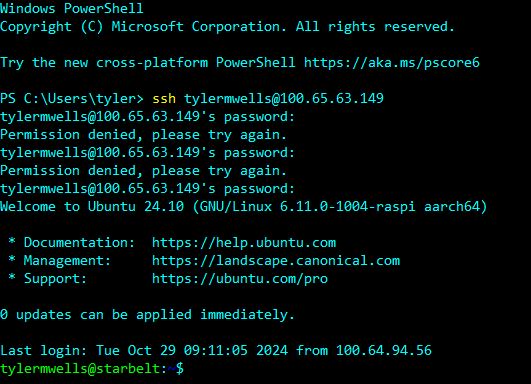 Windows PowerShell
Copyright (C) Microsoft Corporation. All rights reserved.
Try the new cross-platform PowerShell https://aka.ms/pscore6
PS C:\Users\tyler> ssh tylermwells@100.65.63.149
tylermwells@100.65.63.149's password:
Permission denied, please try again.
tylermwells@100.65.63.149's password:
Permission denied, please try again.
tylermwells@100.65.63.149's password:
Welcome to Ubuntu 24.10 (GNU/Linux 6.11.0-1004-raspi aarch64)
* Documentation:  https://help.ubuntu.com
* Management:     https://landscape.canonical.com
* Support:        https://ubuntu.com/pro
0 updates can be applied immediately.
Last login: Tue Oct 29 09:11:05 2024 from 100.64.94.56
tylermwells@starbelt:~$